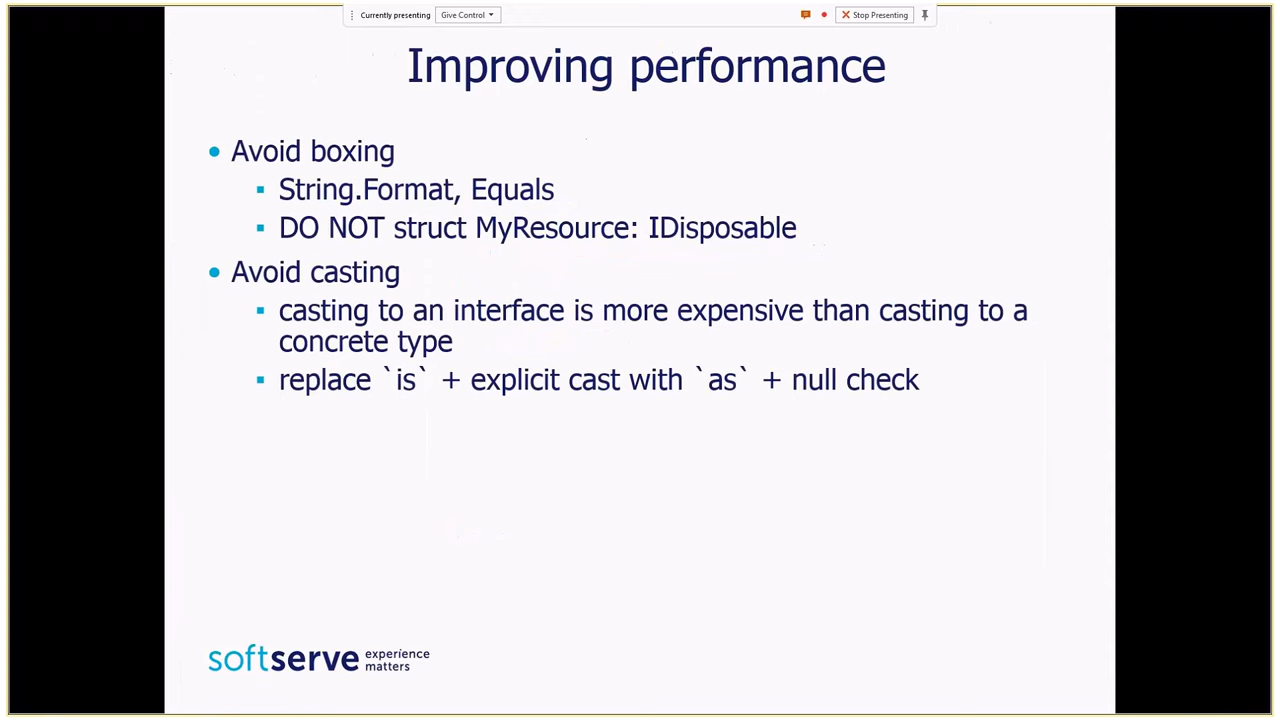 Currently presenting Give Control Stop Presenting
Improving performance
• Avoid boxing
▪ String.Format, Equals
▪ DO NOT struct MyResource: IDisposable
• Avoid casting
▪ casting to an interface is more expensive than casting to a
concrete type
▪ replace `is` + explicit cast with `as` + null check
softserve experience
matters